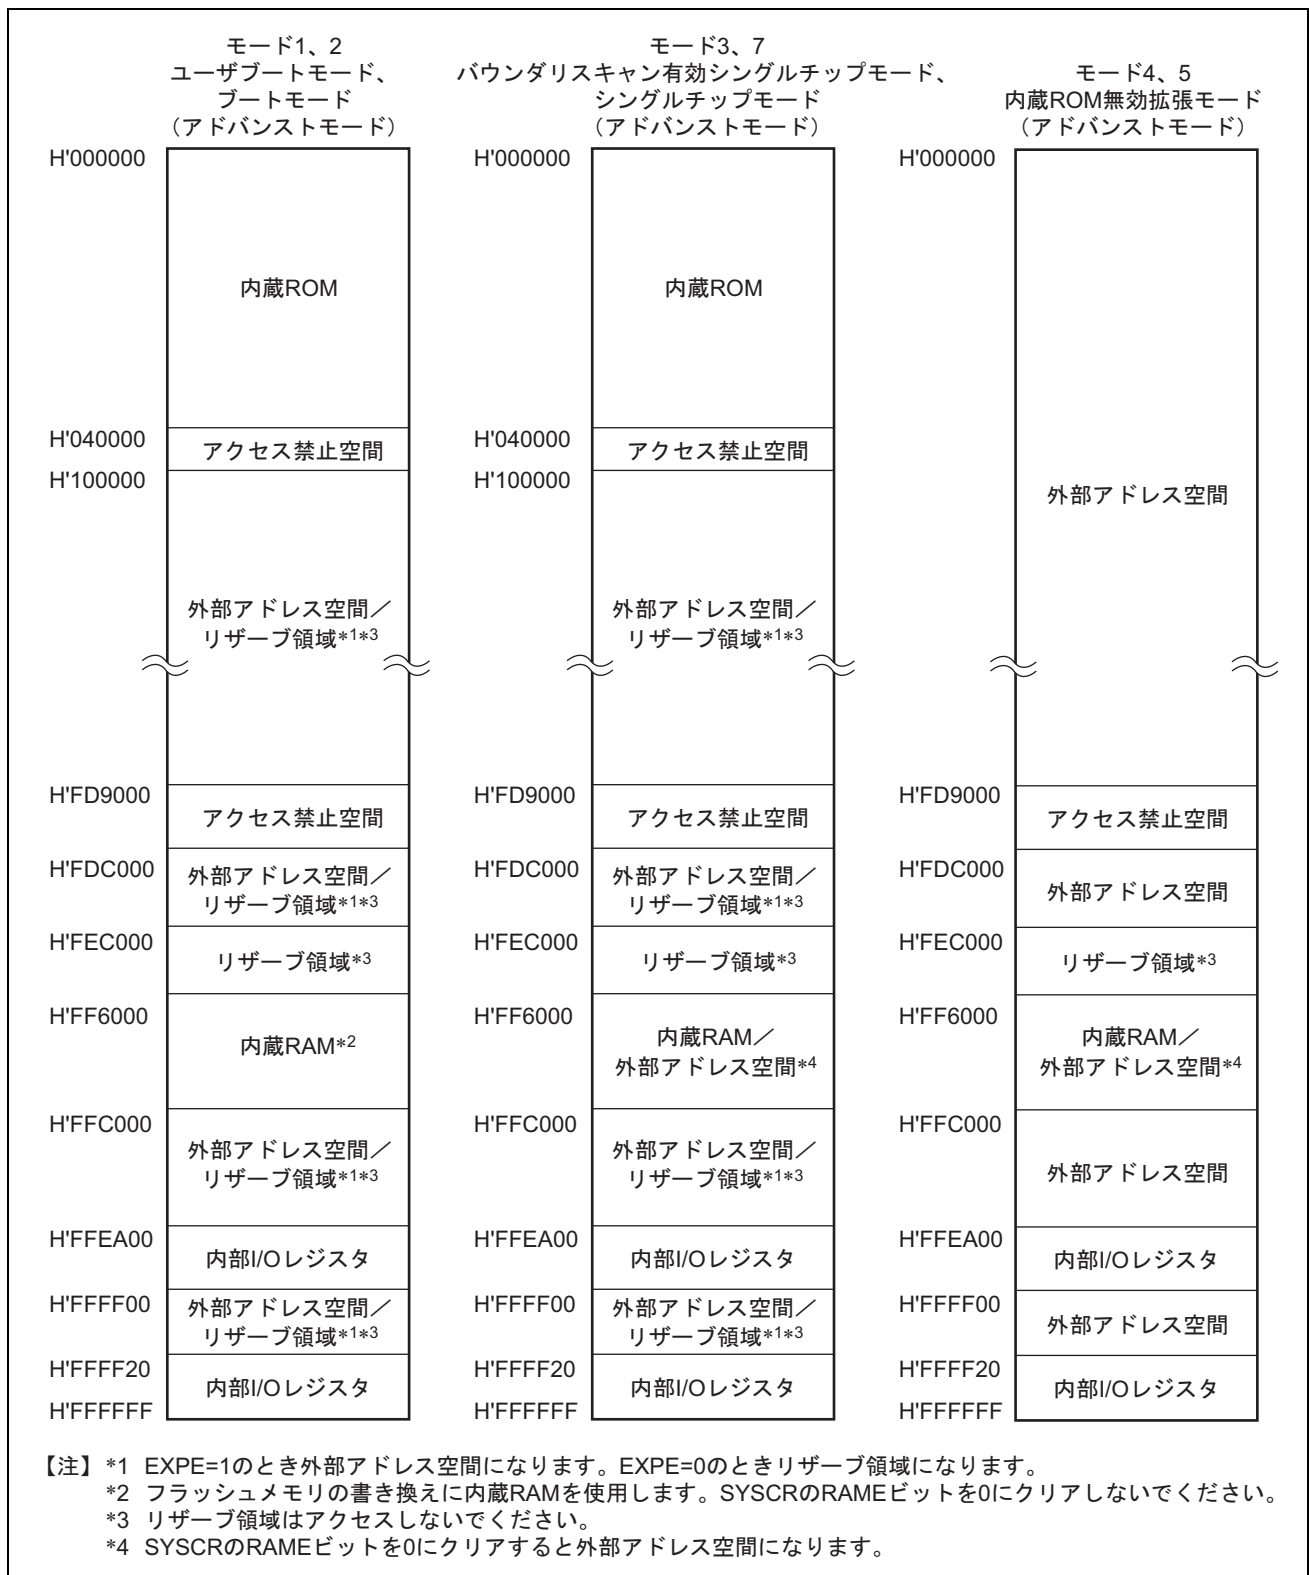 モード1、2
ユーザブートモード、
ブートモード
（アドバンストモード）
H'000000
内蔵ROM
H'040000
アクセス禁止空間
H'100000
外部アドレス空間／
リザーブ領域*1*3
H'FD9000
アクセス禁止空間
H'FDC000
外部アドレス空間／
リザーブ領域*1*3
H'FEC000
リザーブ領域*3
H'FF6000
内蔵RAM*2
H'FFC000
外部アドレス空間／
リザーブ領域*1*3
H'FFEA00
内部I/Oレジスタ
H'FFFF00
外部アドレス空間／
リザーブ領域*1*3
H'FFFF20
内部I/Oレジスタ
H'FFFFFF
モード3、7
バウンダリスキャン有効シングルチップモード、
シングルチップモード
（アドバンストモード）
H'000000
内蔵ROM
H'040000
アクセス禁止空間
H'100000
外部アドレス空間／
リザーブ領域*1*3
H'FD9000
アクセス禁止空間
H'FDC000
外部アドレス空間／
リザーブ領域*1*3
H'FEC000
リザーブ領域*3
H'FF6000
内蔵RAM／
外部アドレス空間*4
H'FFC000
外部アドレス空間／
リザーブ領域*1*3
H'FFEA00
内部I/Oレジスタ
H'FFFF00
外部アドレス空間／
リザーブ領域*1*3
H'FFFF20
内部I/Oレジスタ
H'FFFFFF
モード4、5
内蔵ROM無効拡張モード
（アドバンストモード）
H'000000
外部アドレス空間
H'FD9000
アクセス禁止空間
H'FDC000
外部アドレス空間
H'FEC000
リザーブ領域*3
H'FF6000
内蔵RAM／
外部アドレス空間*4
H'FFC000
外部アドレス空間
H'FFEA00
内部I/Oレジスタ
H'FFFF00
外部アドレス空間
H'FFFF20
内部I/Oレジスタ
H'FFFFFF
【注】*1 EXPE=1のとき外部アドレス空間になります。EXPE=0のときリザーブ領域になります。
*2 フラッシュメモリの書き換えに内蔵RAMを使用します。SYSCRのRAMEビットを0にクリアしないでください。
*3 リザーブ領域はアクセスしないでください。
*4 SYSCRのRAMEビットを0にクリアすると外部アドレス空間になります。